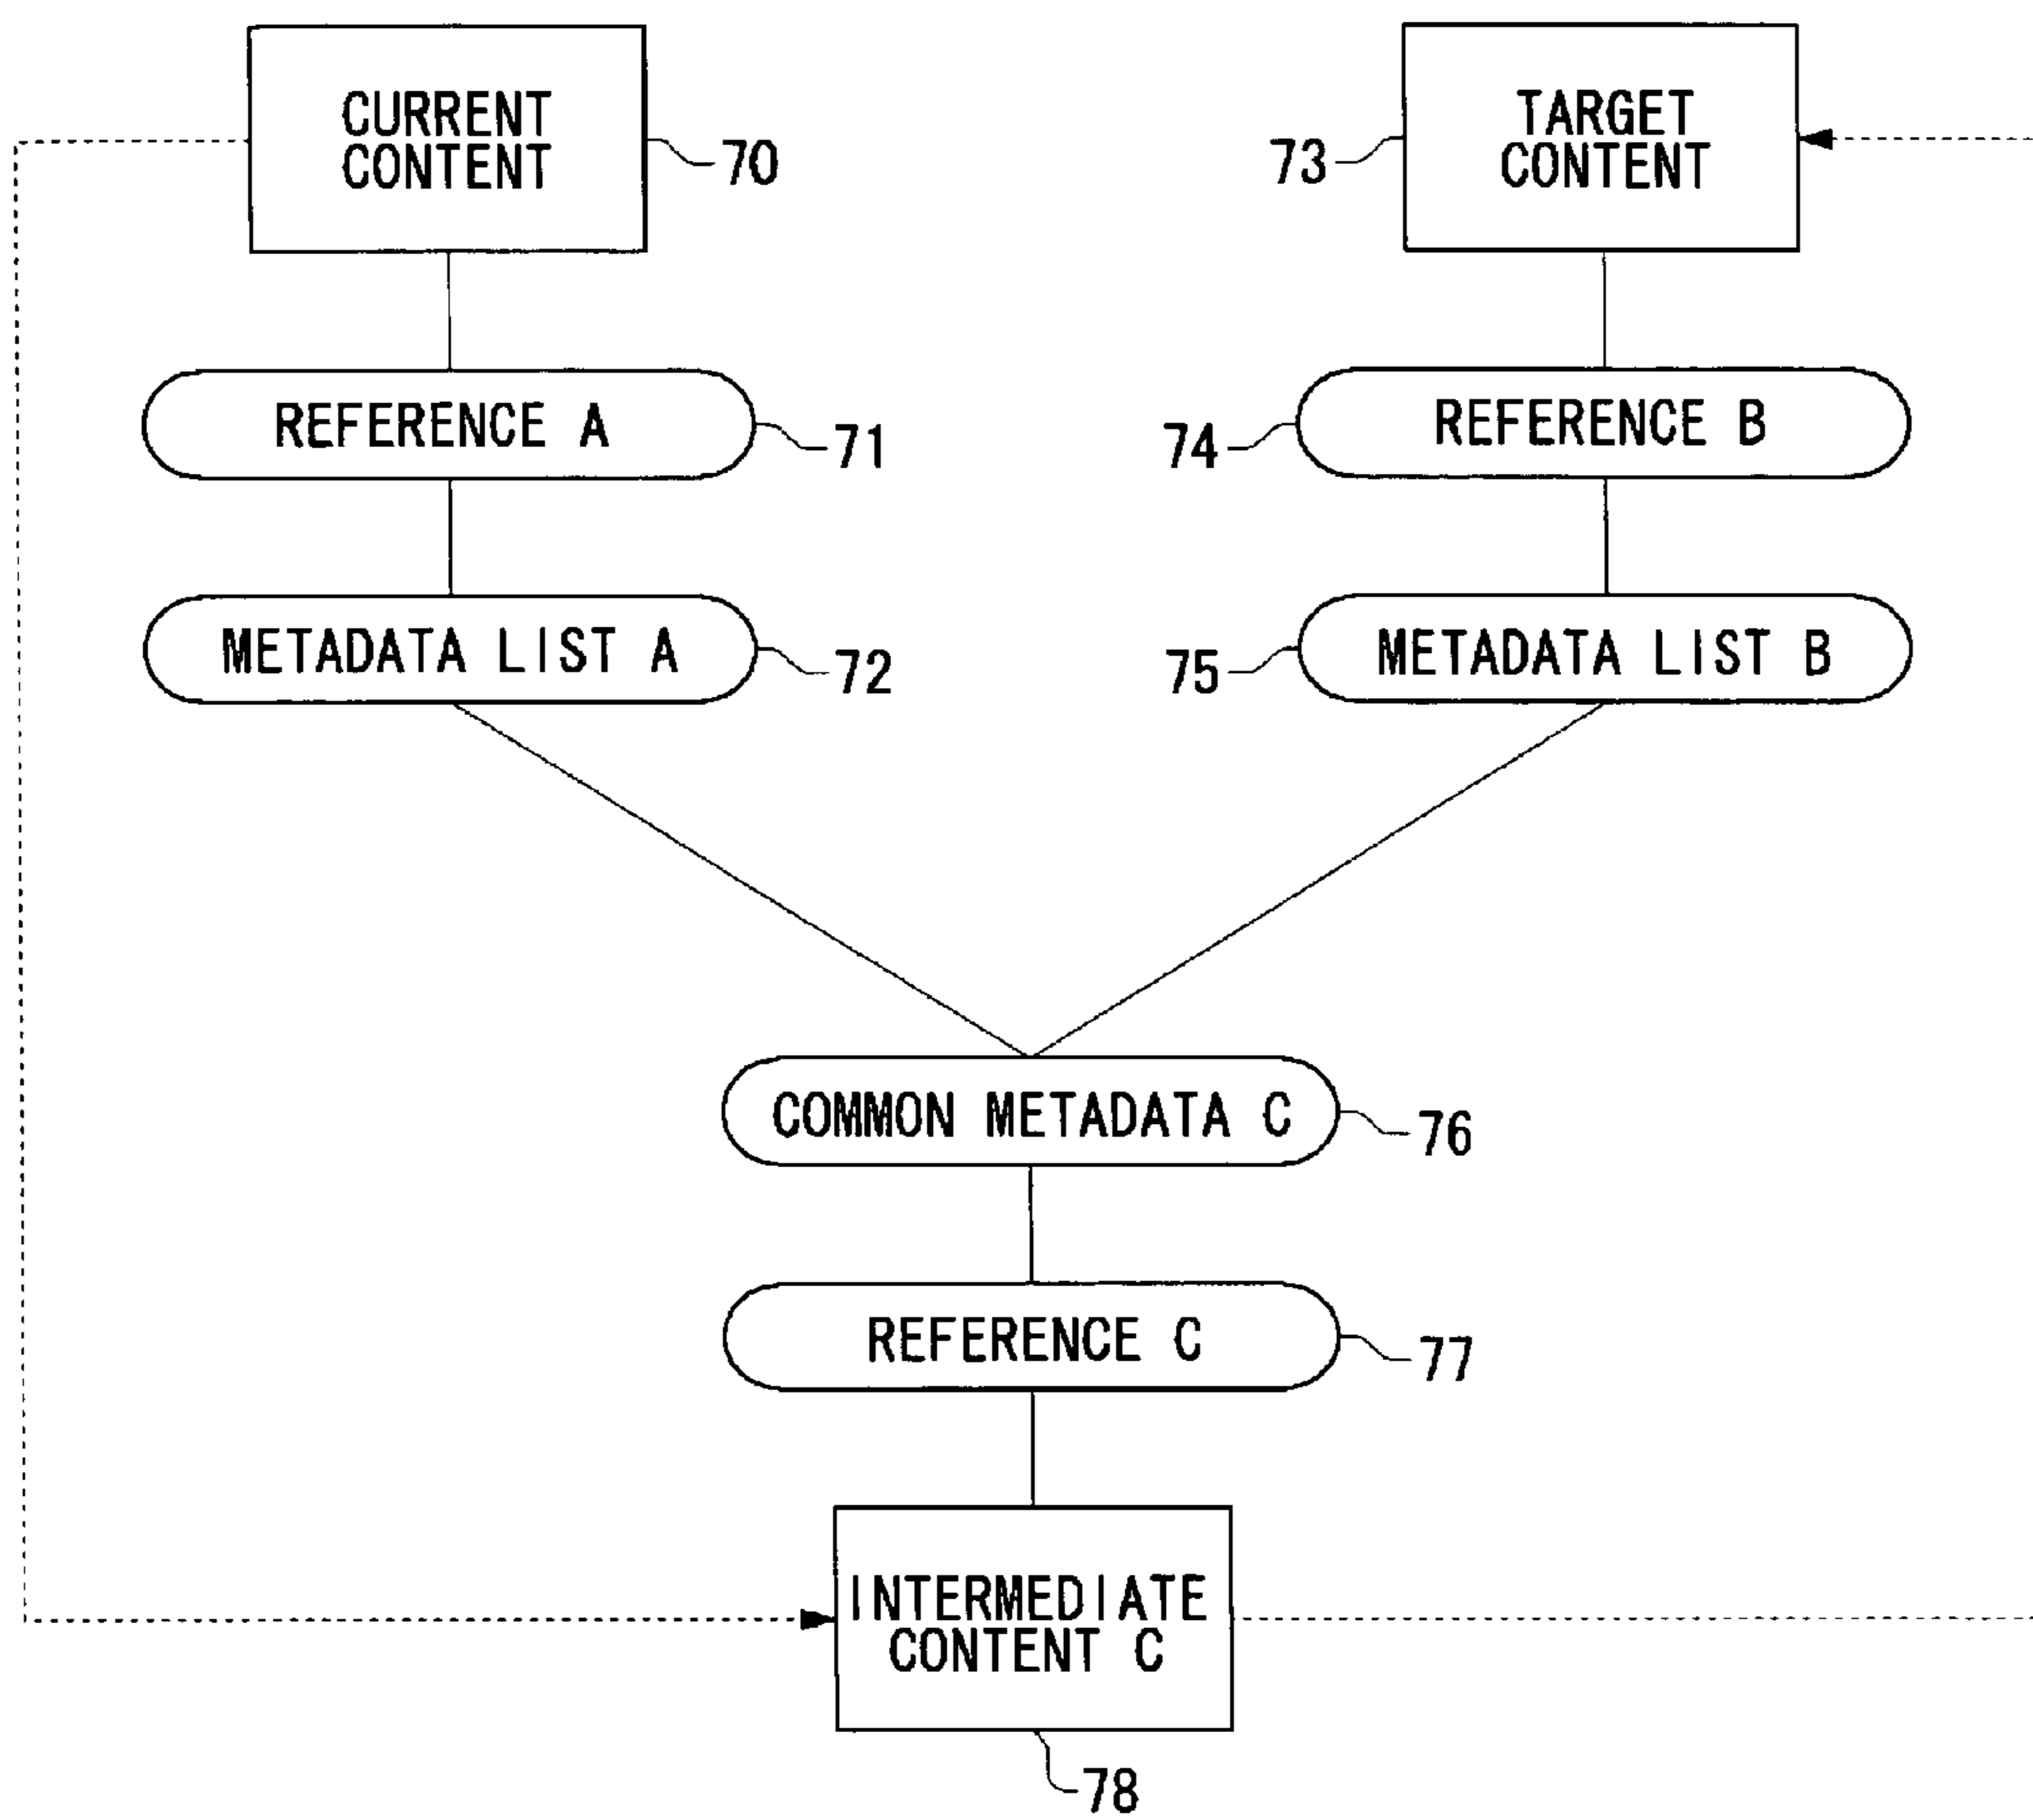 CURRENT
CONTENT
70
TARGET
CONTENT
73
REFERENCE A
71
74
REFERENCE B
METADATA LIST A
72
75
METADATA LIST B
COMMON METADATA C
76
REFERENCE C
77
INTERMEDIATE
CONTENT C
78